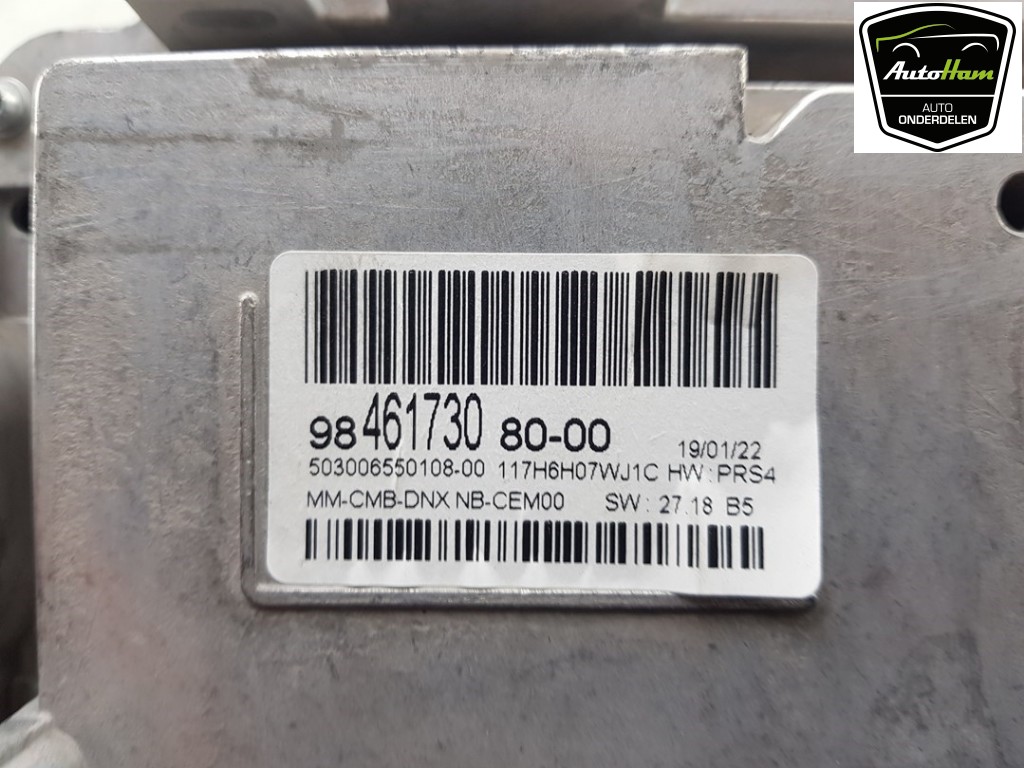 AutoHam
AUTO
ONDERDELEN
98 461730 80-00
19/01/22
503006550108-00 117H6H07WJ1C HW:PRS4
MM-CMB-DNX NB-CEM00 SW: 27.18 B5